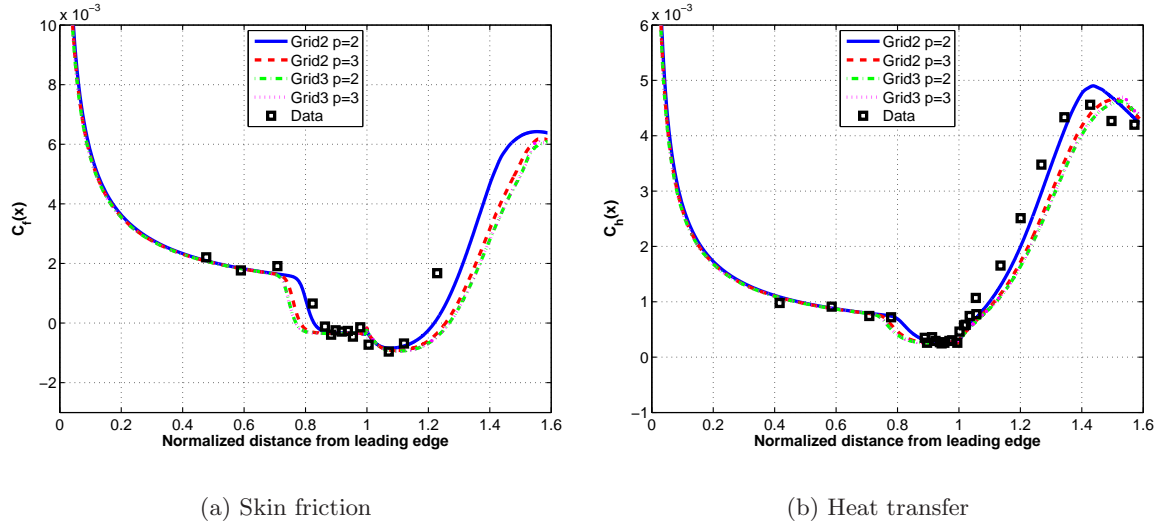 x 10⁻³
10
8
6
4
2
0
−2
C_f(x)
0 0.2 0.4 0.6 0.8 1 1.2 1.4 1.6
Normalized distance from leading edge
Grid2 p=2
Grid2 p=3
Grid3 p=2
Grid3 p=3
Data
(a) Skin friction
x 10⁻³
6
5
4
3
2
1
0
−1
C_h(x)
0 0.2 0.4 0.6 0.8 1 1.2 1.4 1.6
Normalized distance from leading edge
Grid2 p=2
Grid2 p=3
Grid3 p=2
Grid3 p=3
Data
(b) Heat transfer